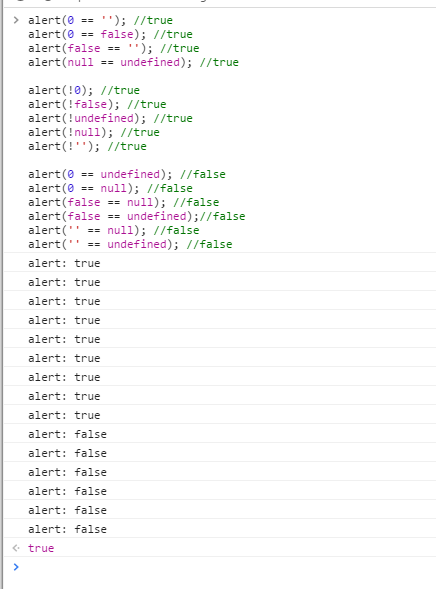 > alert(0 == ''); //true
alert(0 == false); //true
alert(false == ''); //true
alert(null == undefined); //true
alert(!0); //true
alert(!false); //true
alert(!undefined); //true
alert(!null); //true
alert(!''); //true
alert(0 == undefined); //false
alert(0 == null); //false
alert(false == null); //false
alert(false == undefined);//false
alert('' == null); //false
alert('' == undefined); //false
alert: true
alert: true
alert: true
alert: true
alert: true
alert: true
alert: true
alert: true
alert: true
alert: false
alert: false
alert: false
alert: false
alert: false
alert: false
true
>